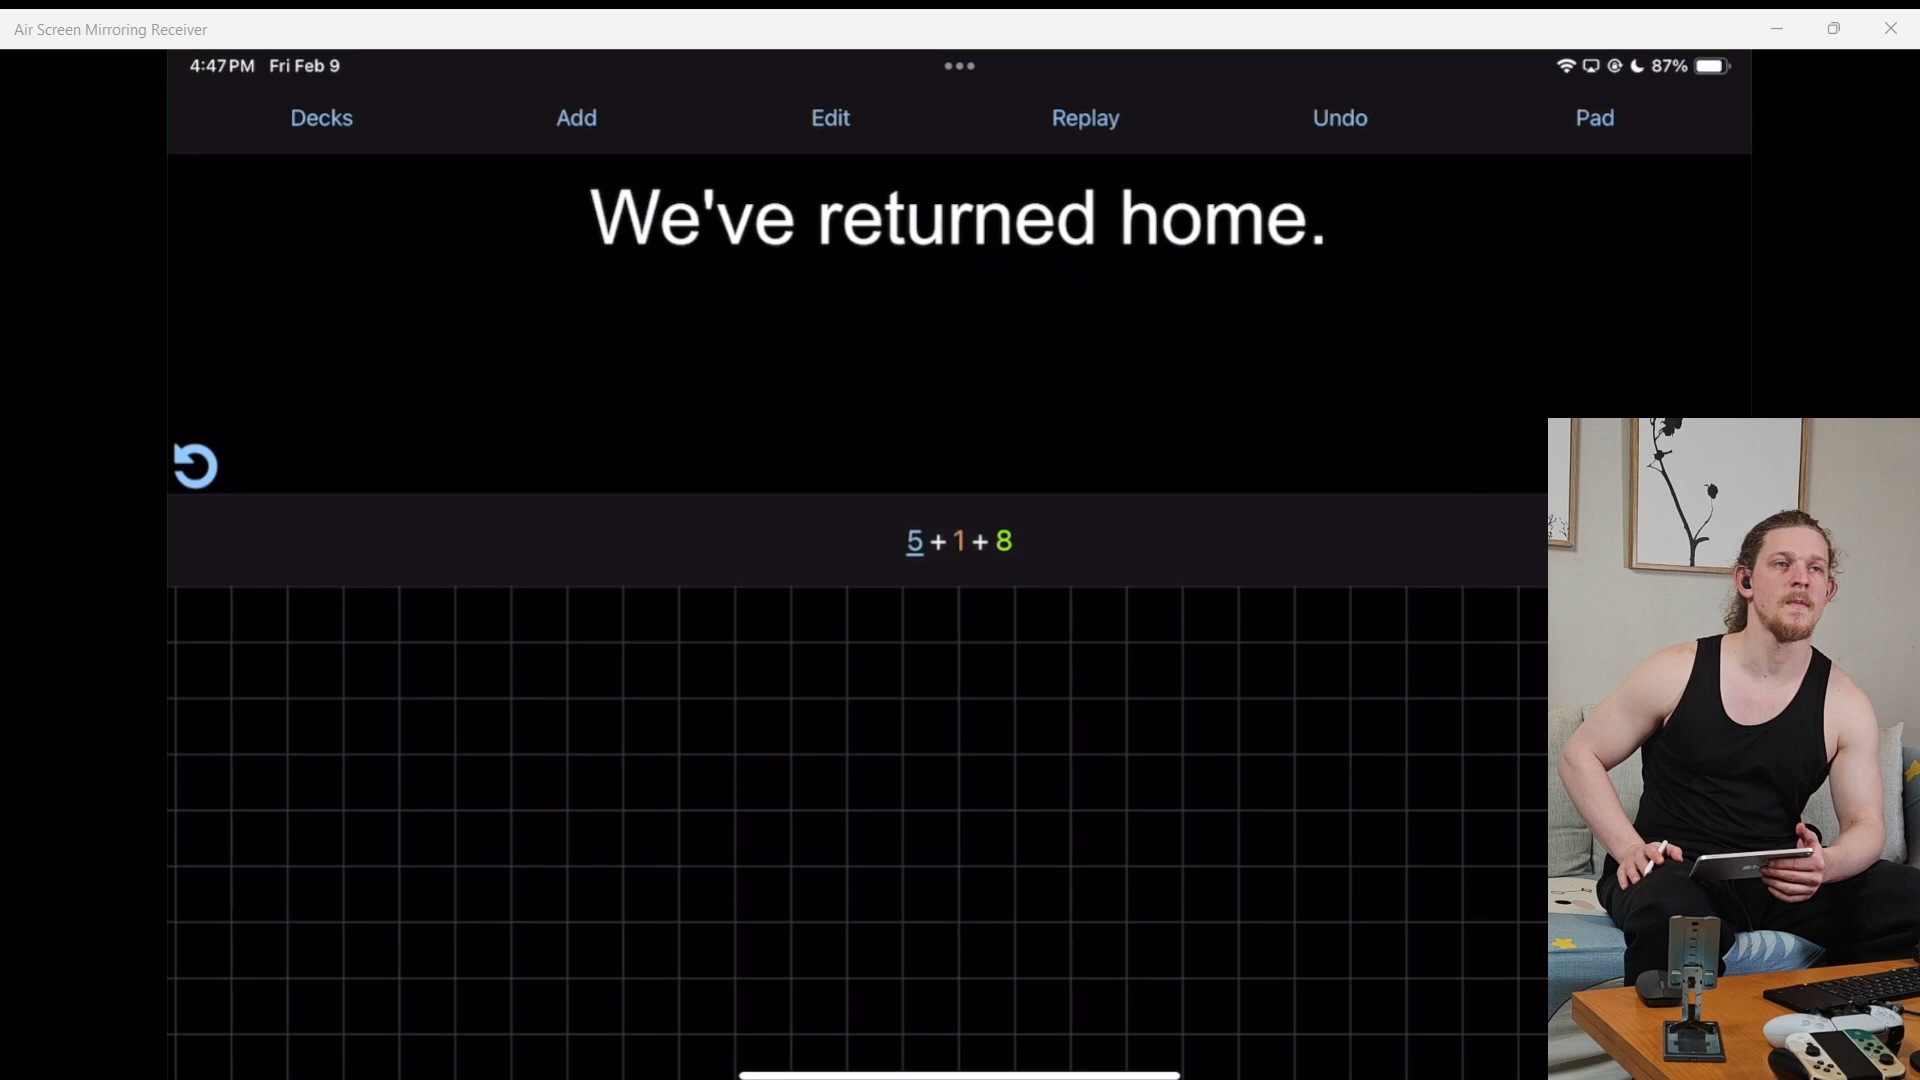 Air Screen Mirroring Receiver
4:47 PM Fri Feb 9
87%
Decks Add Edit Replay Undo Pad
We've returned home.
5 + 1 + 8